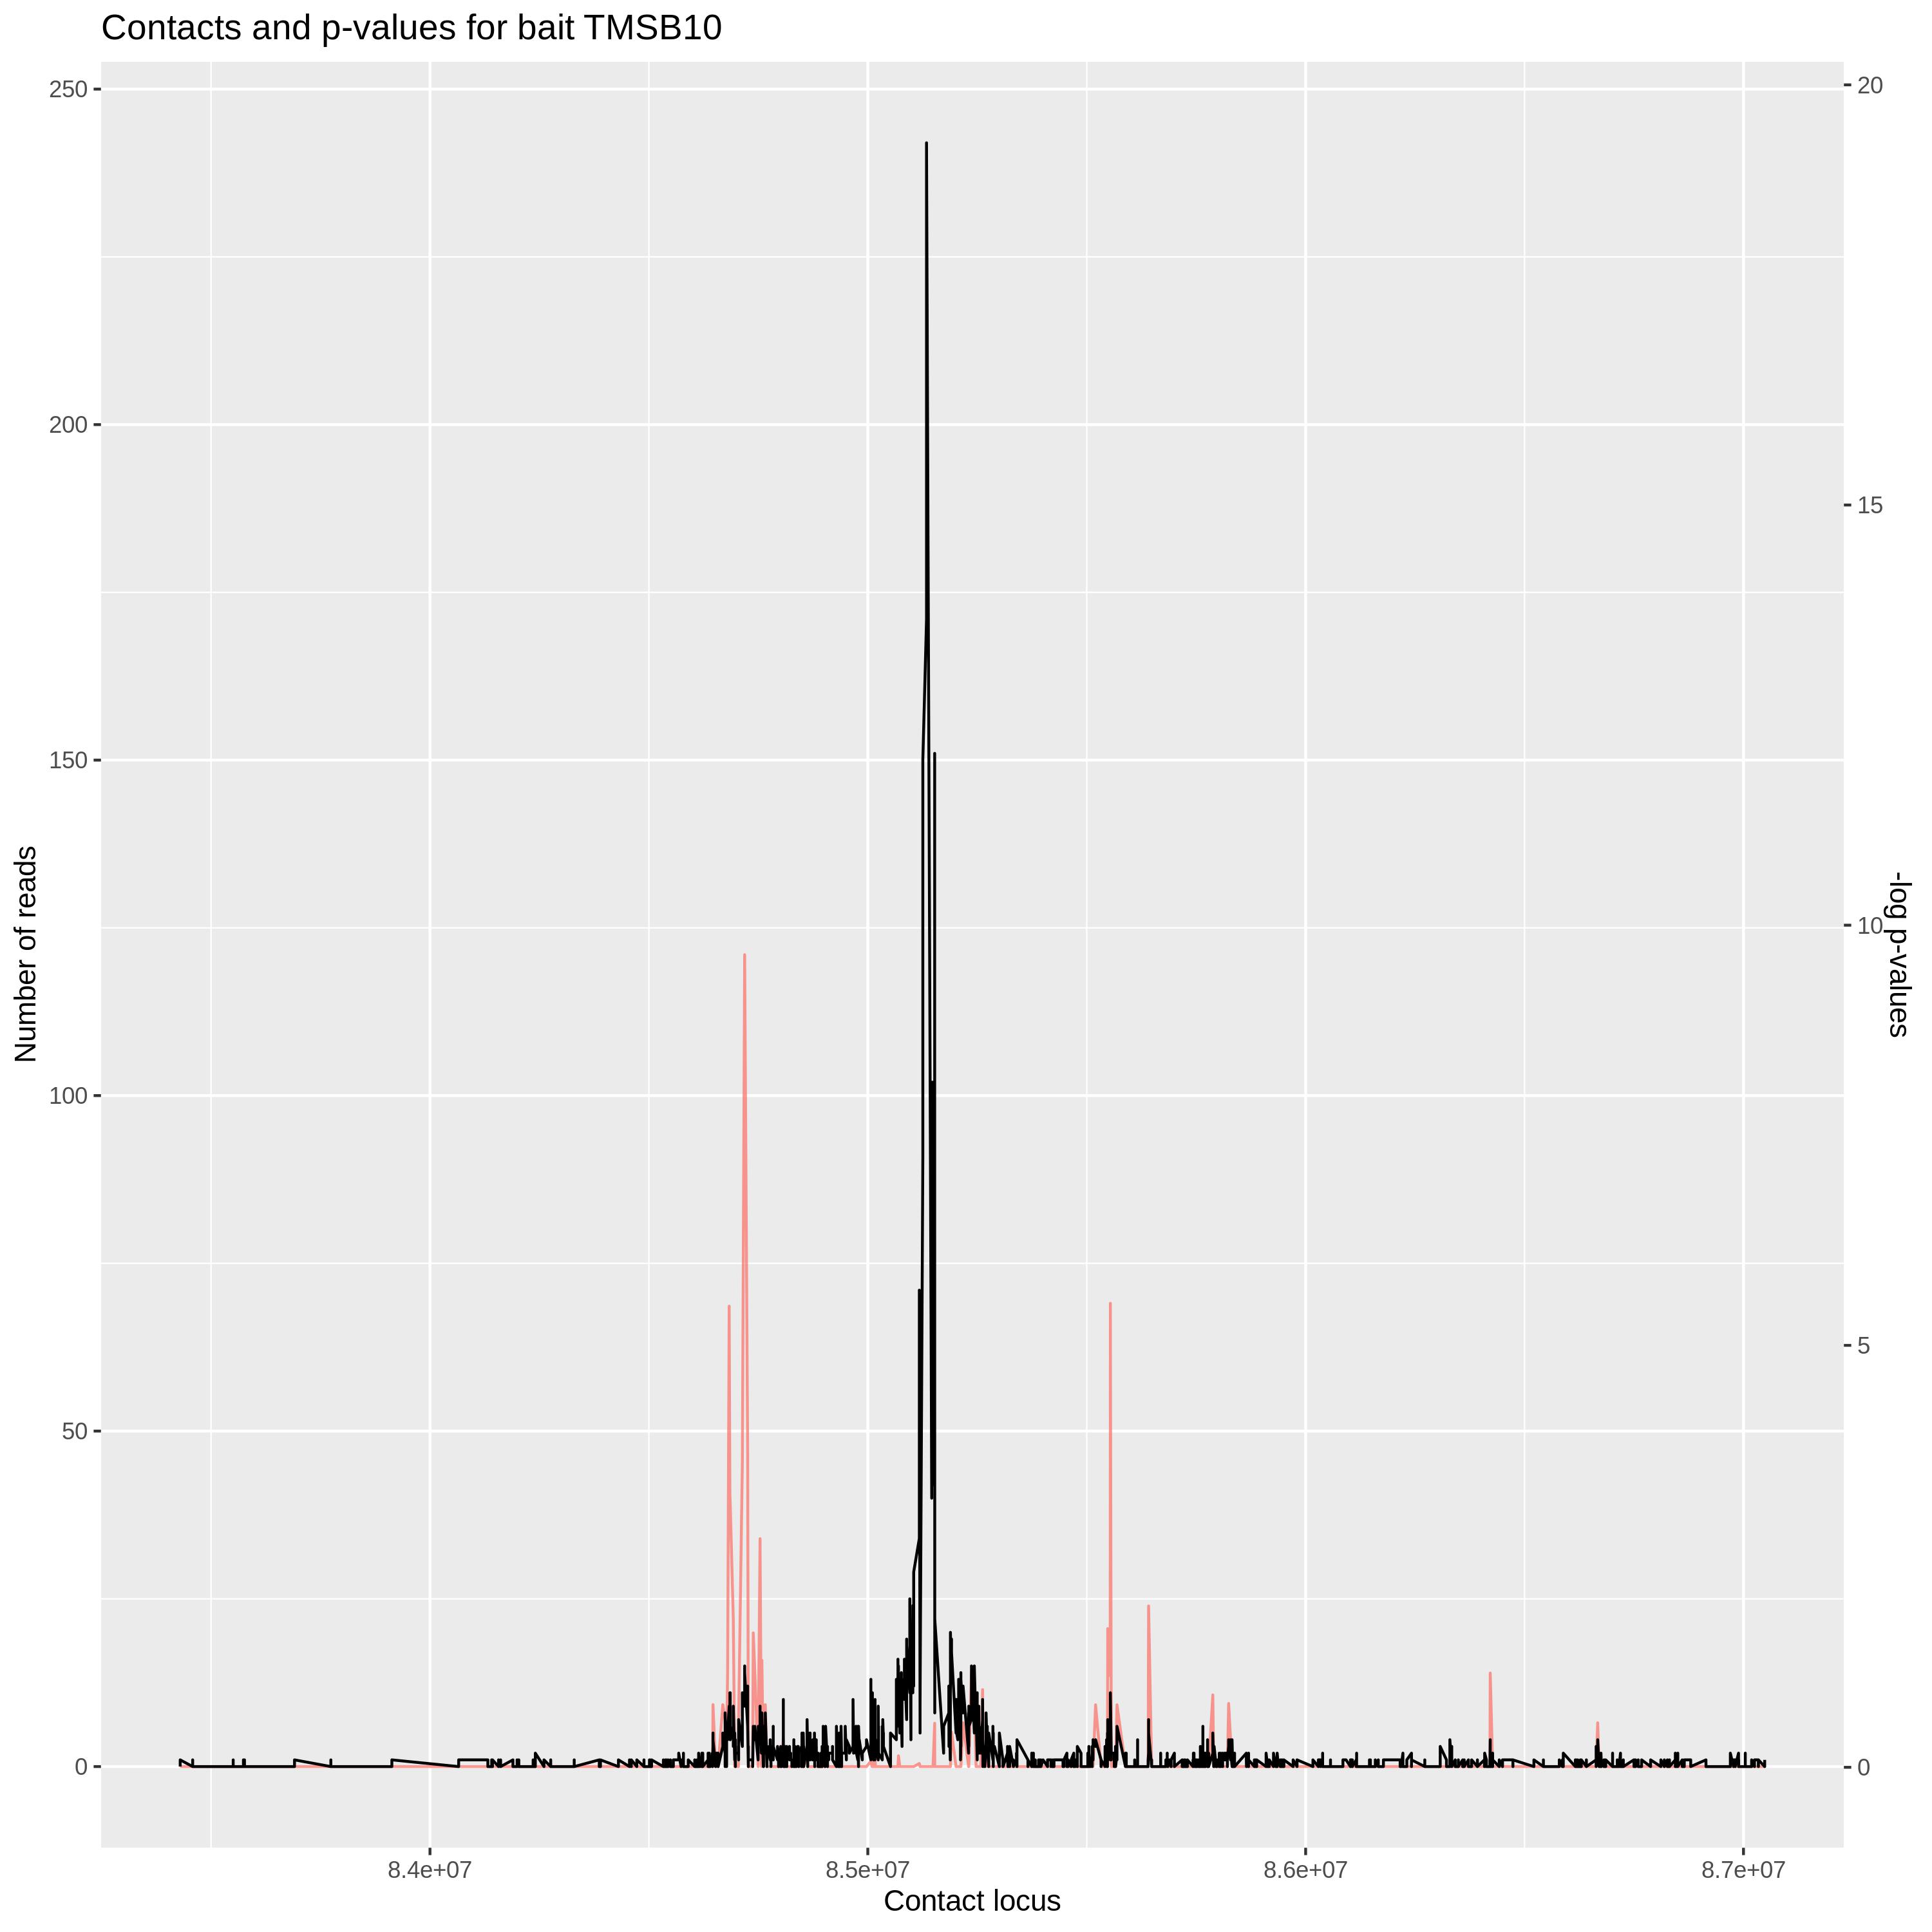 Contacts and p-values for bait TMSB10
250
200
150
100
50
0
Number of reads
20
15
10
5
0
-log p-values
8.4e+07
8.5e+07
8.6e+07
8.7e+07
Contact locus